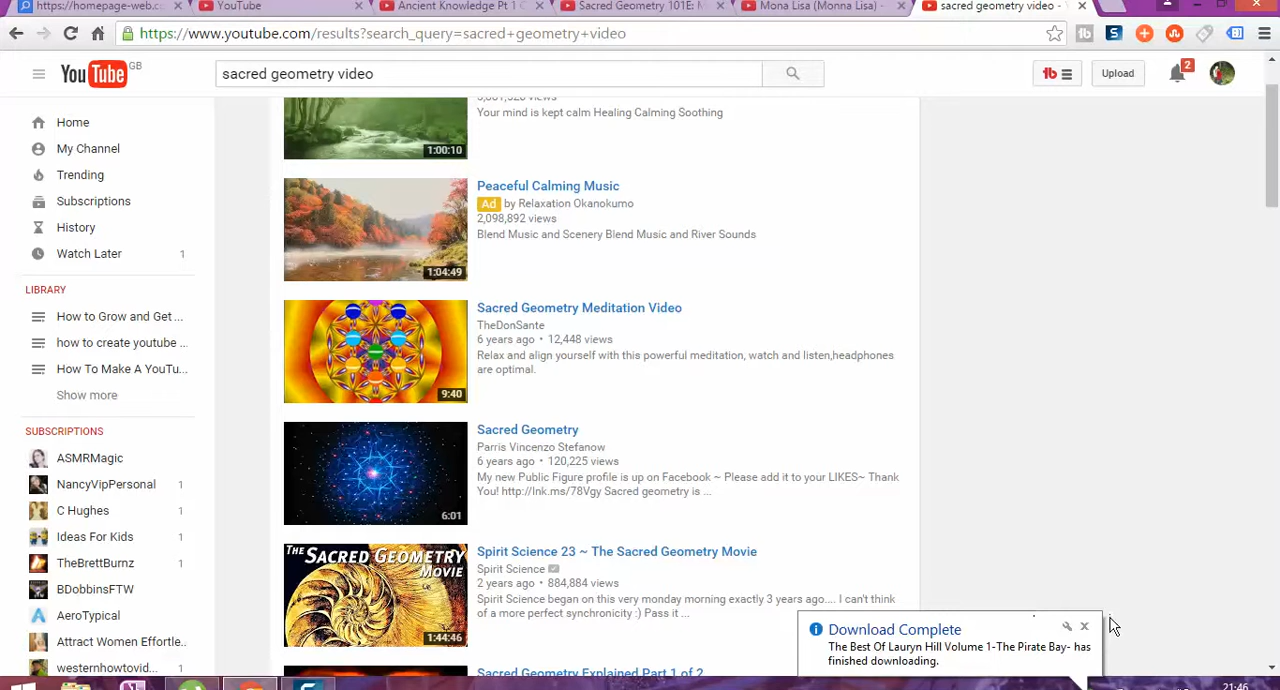 https://homepage-web.c
YouTube
Ancient Knowledge Pt 1 C
Sacred Geometry 101E: M
Mona Lisa (Monna Lisa) -
sacred geometry video -
https://www.youtube.com/results?search_query=sacred+geometry+video
YouTube GB
sacred geometry video
tb
Upload
2
Home
My Channel
Trending
Subscriptions
History
Watch Later 1
LIBRARY
How to Grow and Get ...
how to create youtube ...
How To Make A YouTu...
Show more
SUBSCRIPTIONS
ASMRMagic
NancyVipPersonal 1
C Hughes 1
Ideas For Kids 1
TheBrettBurnz 1
BDobbinsFTW
AeroTypical
Attract Women Effortle..
westernhowtovid...
Your mind is kept calm Healing Calming Soothing
1:00:10
Peaceful Calming Music
Ad by Relaxation Okanokumo
2,098,892 views
Blend Music and Scenery Blend Music and River Sounds
1:04:49
Sacred Geometry Meditation Video
TheDonSante
6 years ago • 12,448 views
Relax and align yourself with this powerful meditation, watch and listen,headphones
are optimal.
9:40
Sacred Geometry
Parris Vincenzo Stefanow
6 years ago • 120,225 views
My new Public Figure profile is up on Facebook ~ Please add it to your LIKES~ Thank
You! http://lnk.ms/78Vgy Sacred geometry is ...
6:01
THE SACRED GEOMETRY
MOVIE
1:44:46
Spirit Science 23 ~ The Sacred Geometry Movie
Spirit Science
2 years ago • 884,884 views
Spirit Science began on this very monday morning exactly 3 years ago.... I can't think
of a more perfect synchronicity :) Pass it ...
Sacred Geometry Explained Part 1 of 2
Download Complete
The Best Of Lauryn Hill Volume 1-The Pirate Bay- has
finished downloading.
21:46